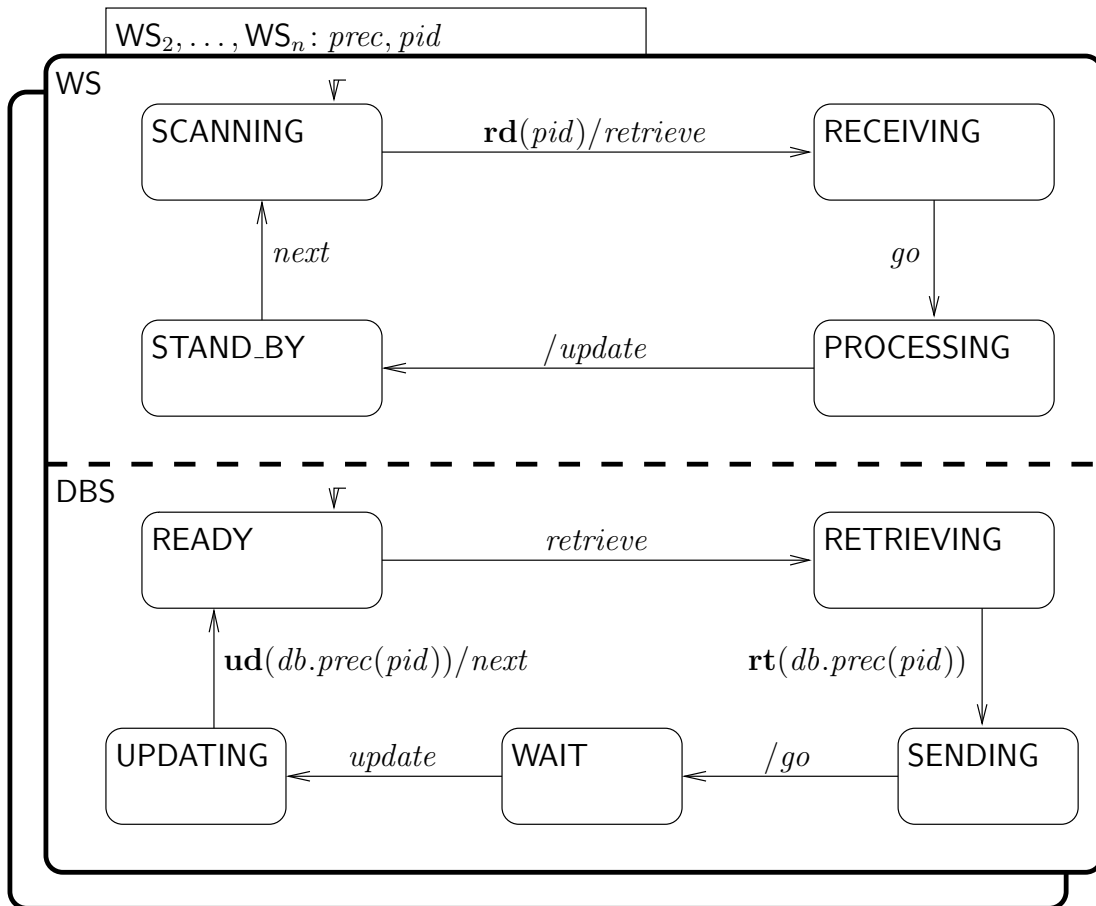 WS₂, . . . , WSₙ: prec, pid
WS
SCANNING
rd(pid)/retrieve
RECEIVING
next
go
STAND_BY
/update
PROCESSING
DBS
READY
retrieve
RETRIEVING
ud(db.prec(pid))/next
rt(db.prec(pid))
UPDATING
update
WAIT
/go
SENDING